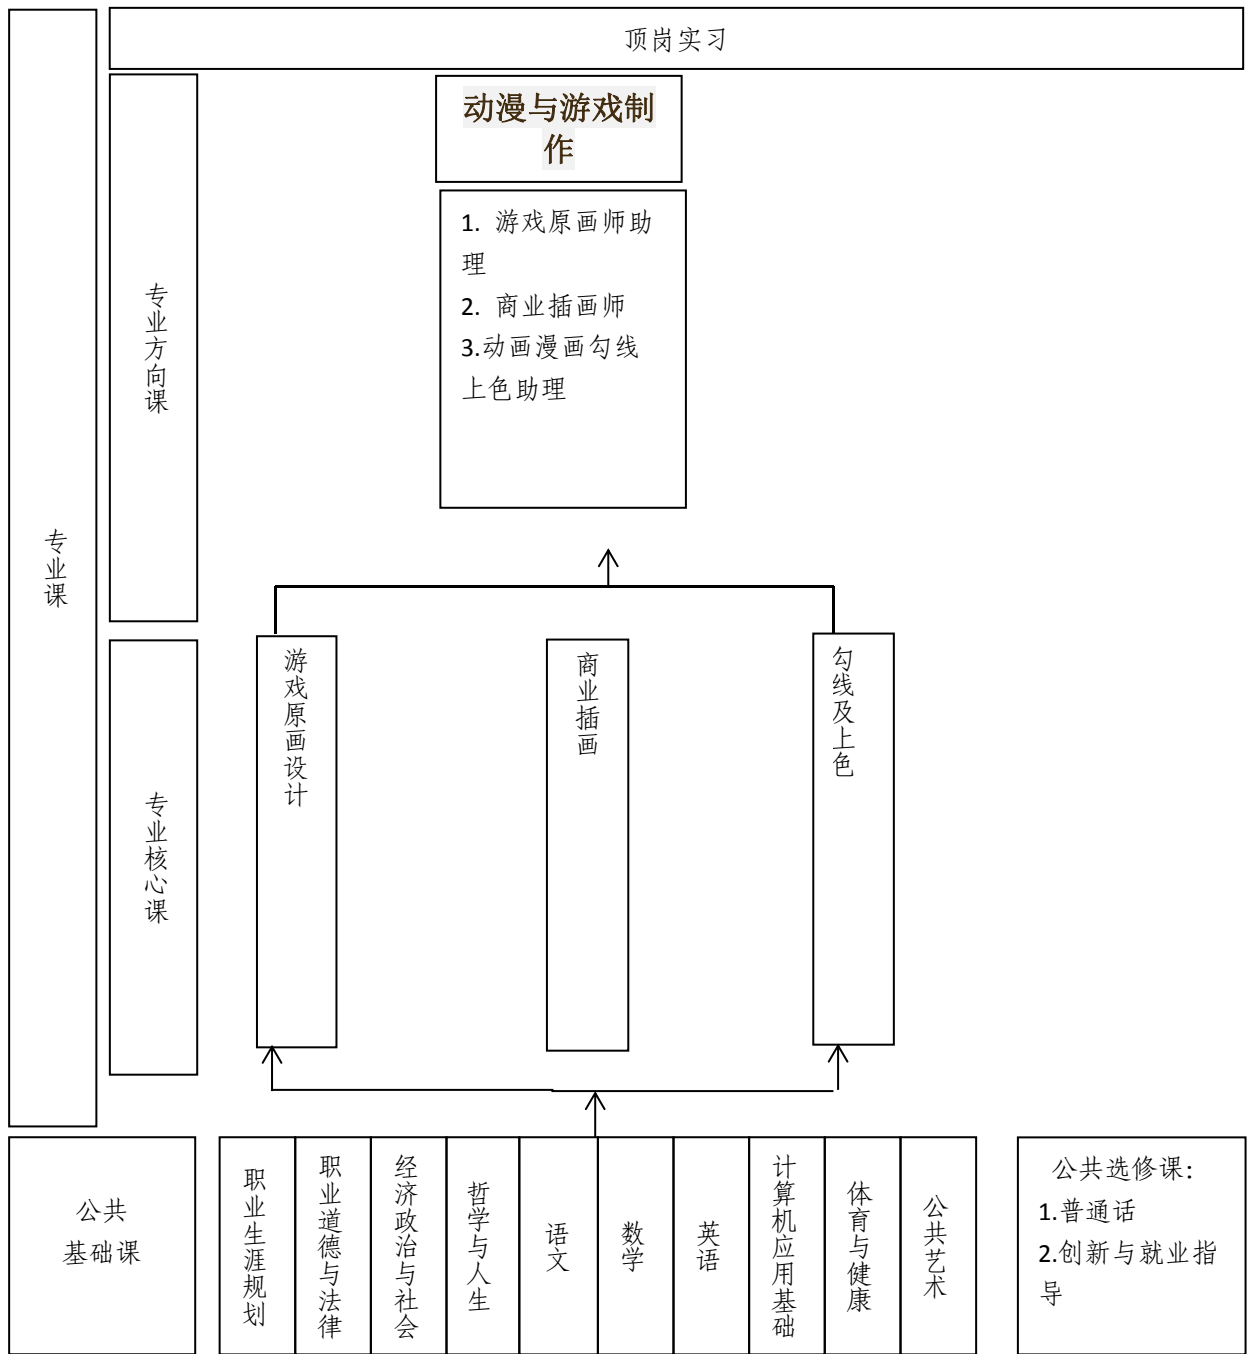 顶岗实习
专业课
专业方向课
动漫与游戏制
作
1. 游戏原画师助
理
2. 商业插画师
3.动画漫画勾线
上色助理
专业核心课
游戏原画设计
商业插画
勾线及上色
公共
基础课
职业生涯规划
职业道德与法律
经济政治与社会
哲学与人生
语文
数学
英语
计算机应用基础
体育与健康
公共艺术
公共选修课:
1.普通话
2.创新与就业指
导